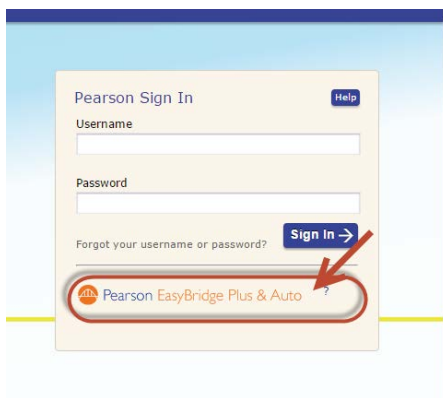 Pearson Sign In
Help
Username
Password
Forgot your username or password?
Sign In →
Pearson EasyBridge Plus & Auto ?